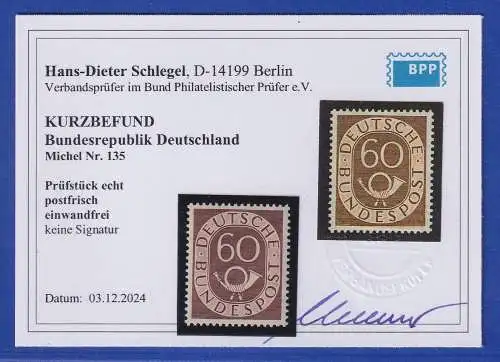 Hans-Dieter Schlegel, D-14199 Berlin
Verbandsprüfer im Bund Philatelistischer Prüfer e.V.
BPP
KURZBEFUND
Bundesrepublik Deutschland
Michel Nr. 135
Prüfstück echt
postfrisch
einwandfrei
keine Signatur
Datum: 03.12.2024
DEUTSCHE
60
BUNDESPOST
DEUTSCHE
60
BUNDESPOST